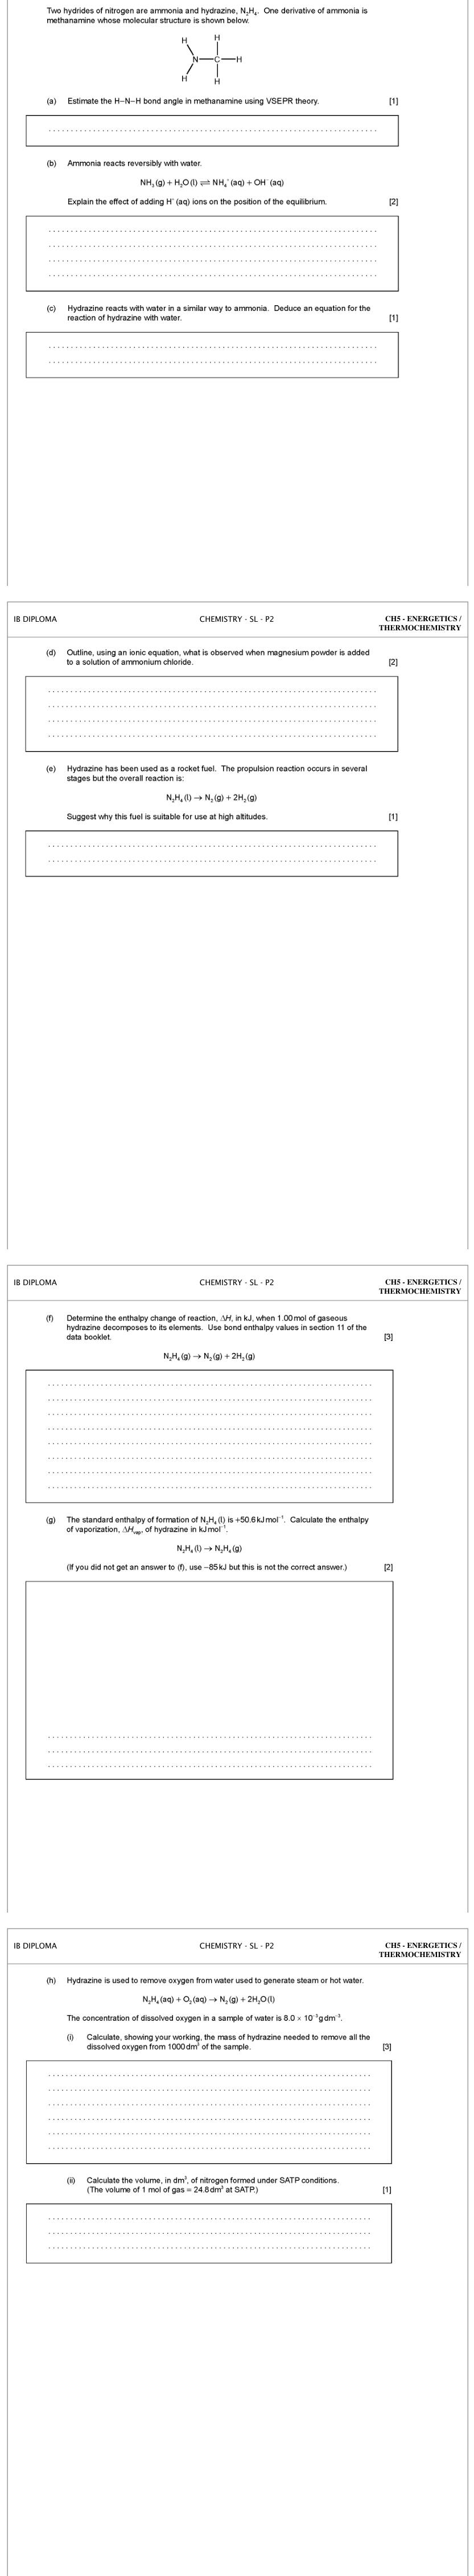 Two hydrides of nitrogen are ammonia and hydrazine, N₂H₄. One derivative of ammonia is
methanamine whose molecular structure is shown below.
H H
N C H
H H
(a) Estimate the H−N−H bond angle in methanamine using VSEPR theory. [1]
(b) Ammonia reacts reversibly with water.
NH₃(g) + H₂O(l) ⇌ NH₄⁺(aq) + OH⁻(aq)
Explain the effect of adding H⁺(aq) ions on the position of the equilibrium. [2]
(c) Hydrazine reacts with water in a similar way to ammonia. Deduce an equation for the
reaction of hydrazine with water. [1]
IB DIPLOMA CHEMISTRY - SL - P2 CH5 - ENERGETICS /
THERMOCHEMISTRY
(d) Outline, using an ionic equation, what is observed when magnesium powder is added
to a solution of ammonium chloride. [2]
(e) Hydrazine has been used as a rocket fuel. The propulsion reaction occurs in several
stages but the overall reaction is:
N₂H₄(l) → N₂(g) + 2H₂(g)
Suggest why this fuel is suitable for use at high altitudes. [1]
IB DIPLOMA CHEMISTRY - SL - P2 CH5 - ENERGETICS /
THERMOCHEMISTRY
(f) Determine the enthalpy change of reaction, ΔH, in kJ, when 1.00 mol of gaseous
hydrazine decomposes to its elements. Use bond enthalpy values in section 11 of the
data booklet. [3]
N₂H₄(g) → N₂(g) + 2H₂(g)
(g) The standard enthalpy of formation of N₂H₄(l) is +50.6 kJ mol⁻¹. Calculate the enthalpy
of vaporization, ΔHvap, of hydrazine in kJ mol⁻¹.
N₂H₄(l) → N₂H₄(g)
(If you did not get an answer to (f), use −85 kJ but this is not the correct answer.) [2]
IB DIPLOMA CHEMISTRY - SL - P2 CH5 - ENERGETICS /
THERMOCHEMISTRY
(h) Hydrazine is used to remove oxygen from water used to generate steam or hot water.
N₂H₄(aq) + O₂(aq) → N₂(g) + 2H₂O(l)
The concentration of dissolved oxygen in a sample of water is 8.0 × 10⁻³ g dm⁻³.
(i) Calculate, showing your working, the mass of hydrazine needed to remove all the
dissolved oxygen from 1000 dm³ of the sample. [3]
(ii) Calculate the volume, in dm³, of nitrogen formed under SATP conditions.
(The volume of 1 mol of gas = 24.8 dm³ at SATP.) [1]